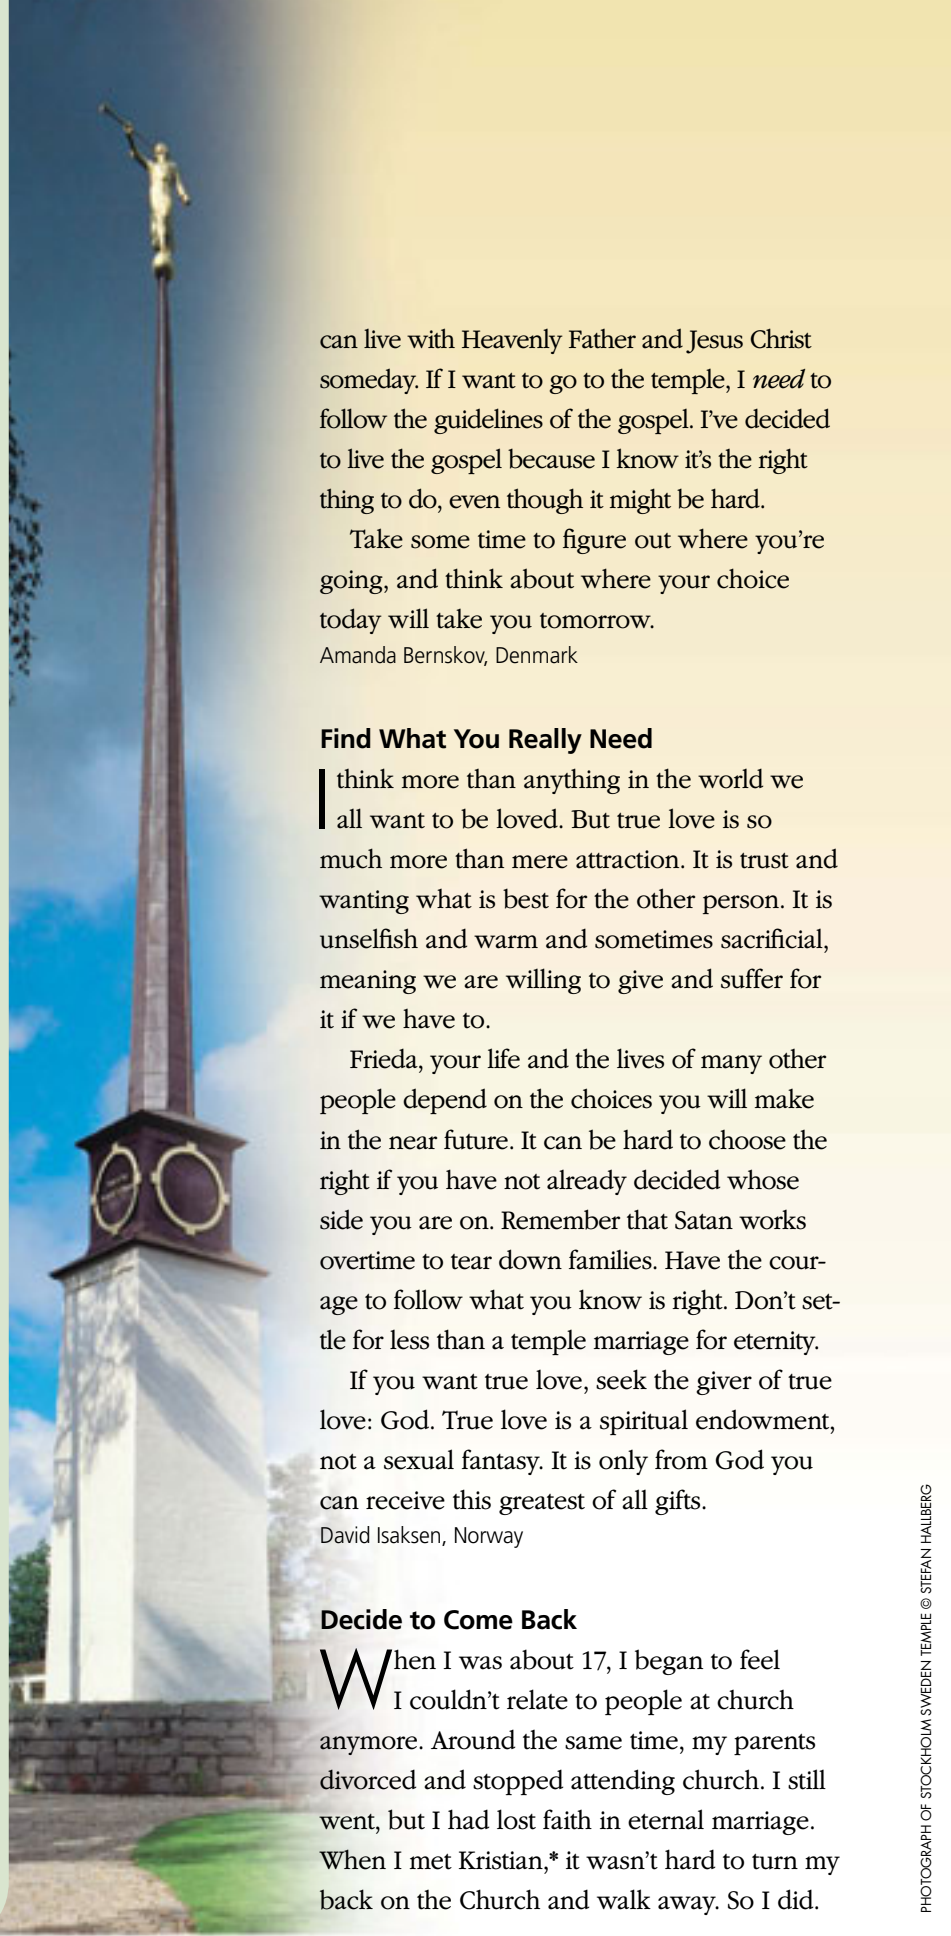 can live with Heavenly Father and Jesus Christ
someday. If I want to go to the temple, I need to
follow the guidelines of the gospel. I’ve decided
to live the gospel because I know it’s the right
thing to do, even though it might be hard.
Take some time to figure out where you’re
going, and think about where your choice
today will take you tomorrow.
Amanda Bernskov, Denmark
Find What You Really Need
I think more than anything in the world we
all want to be loved. But true love is so
much more than mere attraction. It is trust and
wanting what is best for the other person. It is
unselfish and warm and sometimes sacrificial,
meaning we are willing to give and suffer for
it if we have to.
Frieda, your life and the lives of many other
people depend on the choices you will make
in the near future. It can be hard to choose the
right if you have not already decided whose
side you are on. Remember that Satan works
overtime to tear down families. Have the cour-
age to follow what you know is right. Don’t set-
tle for less than a temple marriage for eternity.
If you want true love, seek the giver of true
love: God. True love is a spiritual endowment,
not a sexual fantasy. It is only from God you
can receive this greatest of all gifts.
David Isaksen, Norway
Decide to Come Back
When I was about 17, I began to feel
I couldn’t relate to people at church
anymore. Around the same time, my parents
divorced and stopped attending church. I still
went, but I had lost faith in eternal marriage.
When I met Kristian,* it wasn’t hard to turn my
back on the Church and walk away. So I did.
PHOTOGRAPH OF STOCKHOLM SWEDEN TEMPLE © STEFAN HALLBERG